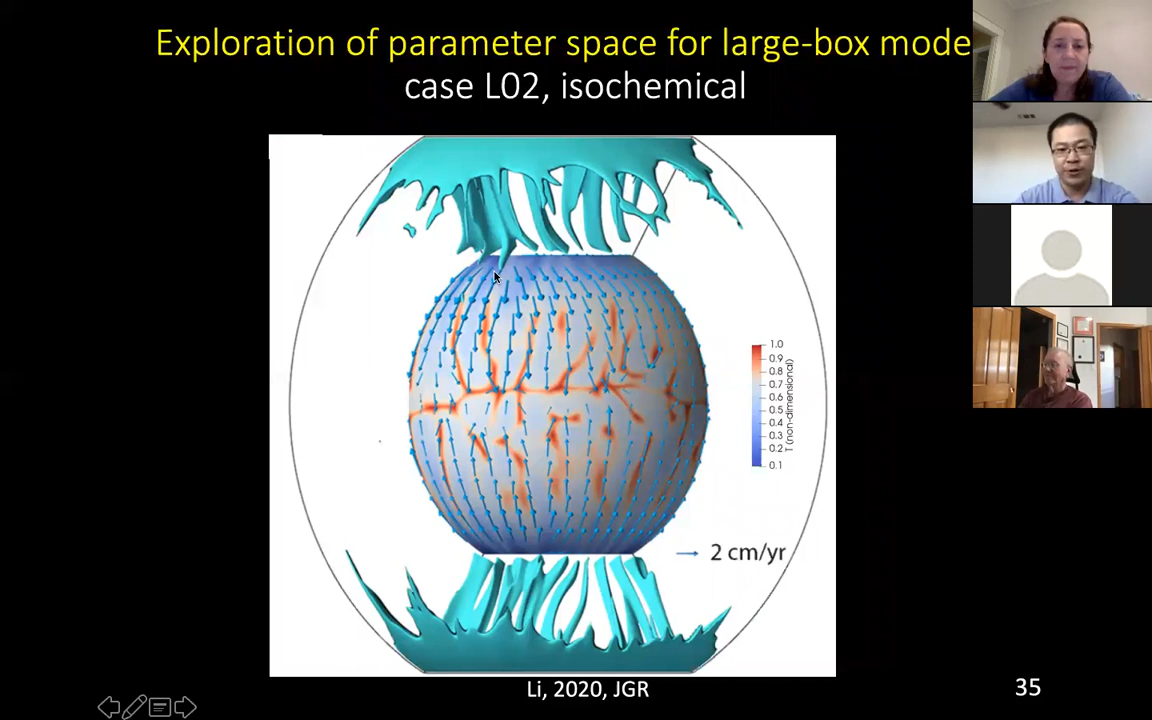 Exploration of parameter space for large-box mode
case L02, isochemical
1.0
0.9
0.8
0.7
0.6
0.5
0.4
0.3
0.2
0.1
T (non-dimensional)
2 cm/yr
Li, 2020, JGR
35